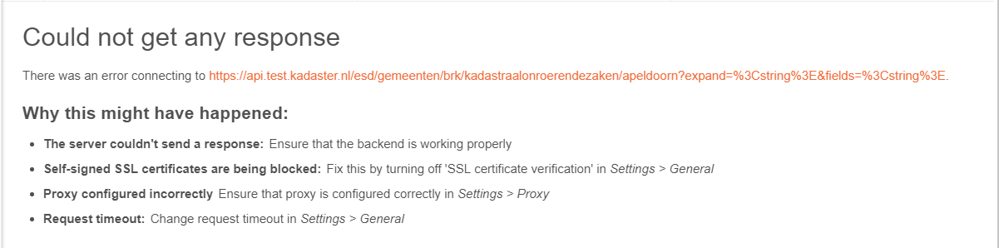 Could not get any response
There was an error connecting to https://api.test.kadaster.nl/esd/gemeenten/brk/kadastraalonroerendezaken/apeldoorn?expand=%3Cstring%3E&fields=%3Cstring%3E.
Why this might have happened:
• The server couldn't send a response: Ensure that the backend is working properly
• Self-signed SSL certificates are being blocked: Fix this by turning off 'SSL certificate verification' in Settings > General
• Proxy configured incorrectly Ensure that proxy is configured correctly in Settings > Proxy
• Request timeout: Change request timeout in Settings > General